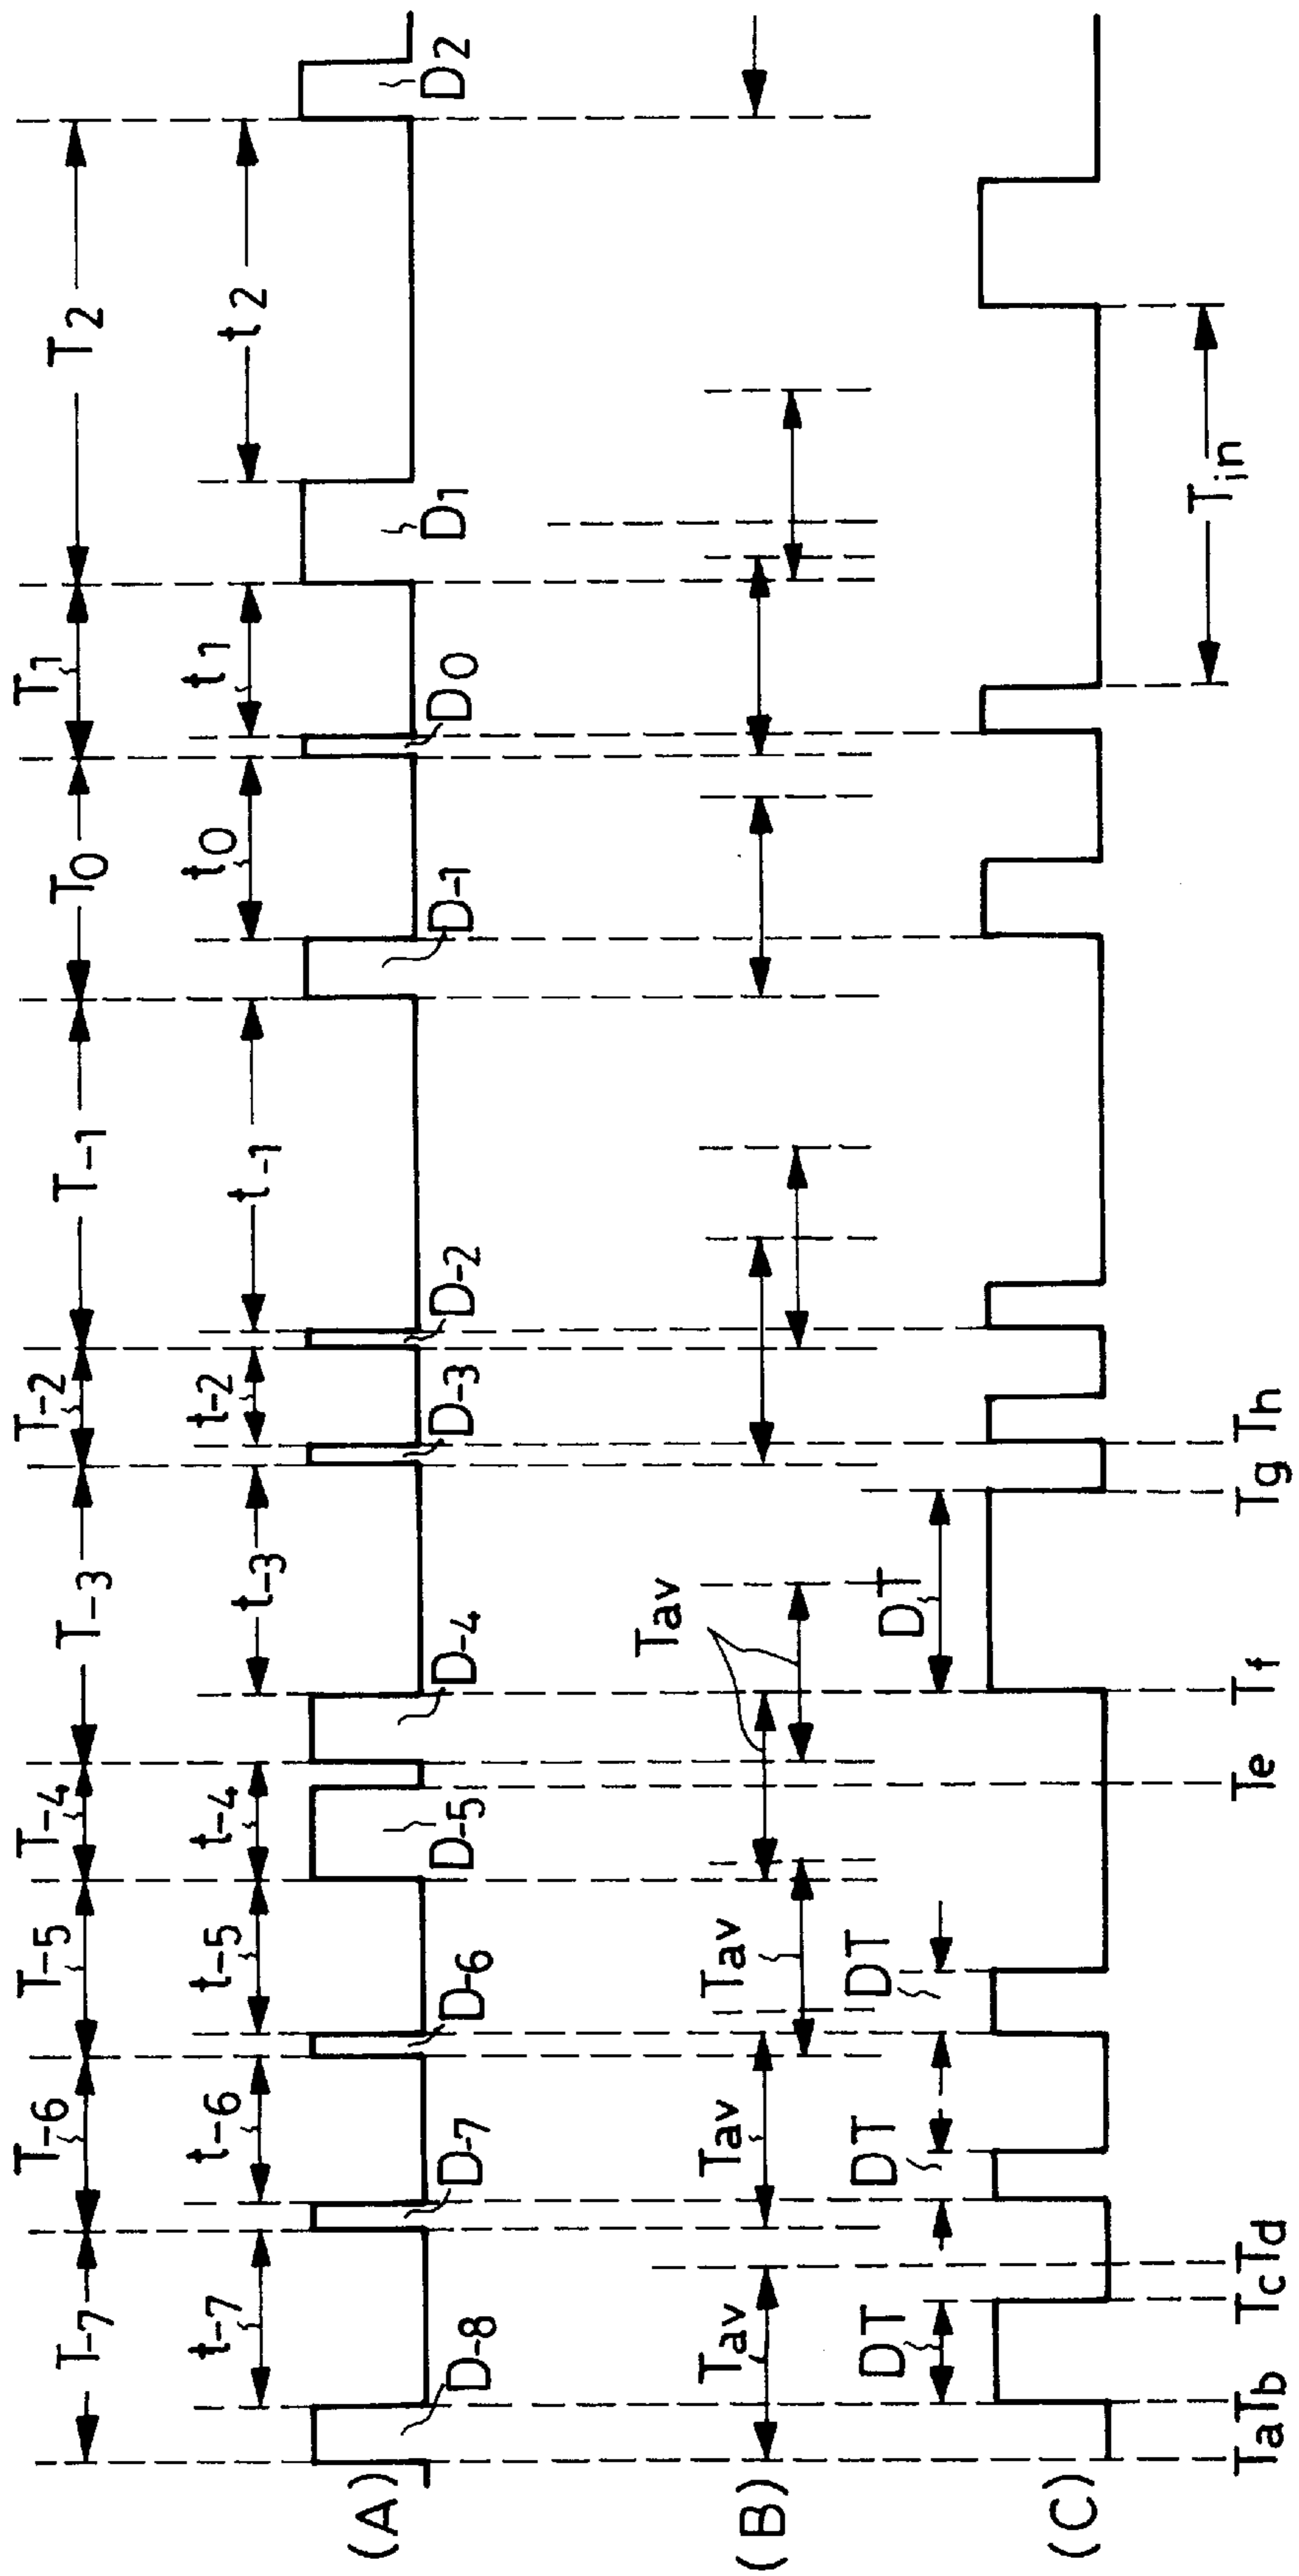 T-7 T-6 T-5 T-4 T-3 T-2 T-1 T0 T1 T2
t-7 t-6 t-5 t-4 t-3 t-2 t-1 t0 t1 t2
(A)
D-8 D-7 D-6 D-5 D-4 D-3 D-2 D-1 D0 D1 D2
(B)
Tav Tav Tav Tav
DT DT DT DT
(C)
Tin
Ta Tb Tc Td Te Tf Tg Th